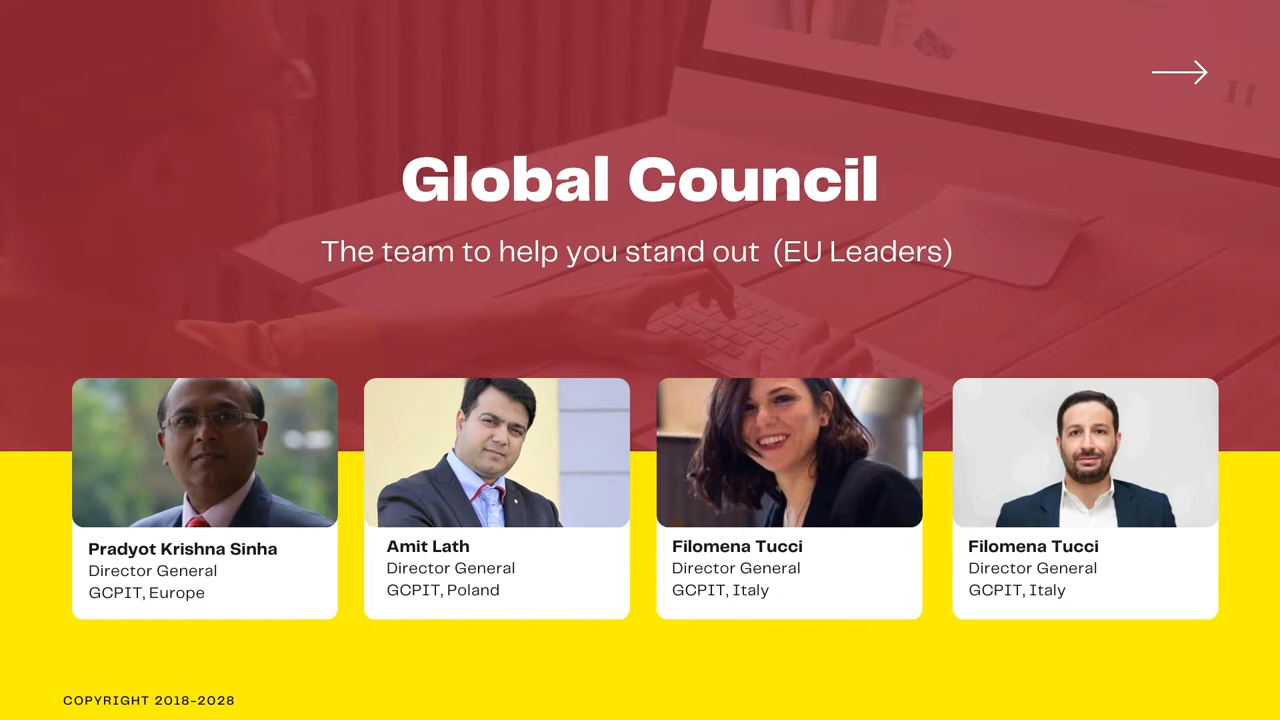 Global Council
The team to help you stand out (EU Leaders)
Pradyot Krishna Sinha
Director General
GCPIT, Europe
Amit Lath
Director General
GCPIT, Poland
Filomena Tucci
Director General
GCPIT, Italy
Filomena Tucci
Director General
GCPIT, Italy
COPYRIGHT 2018-2028